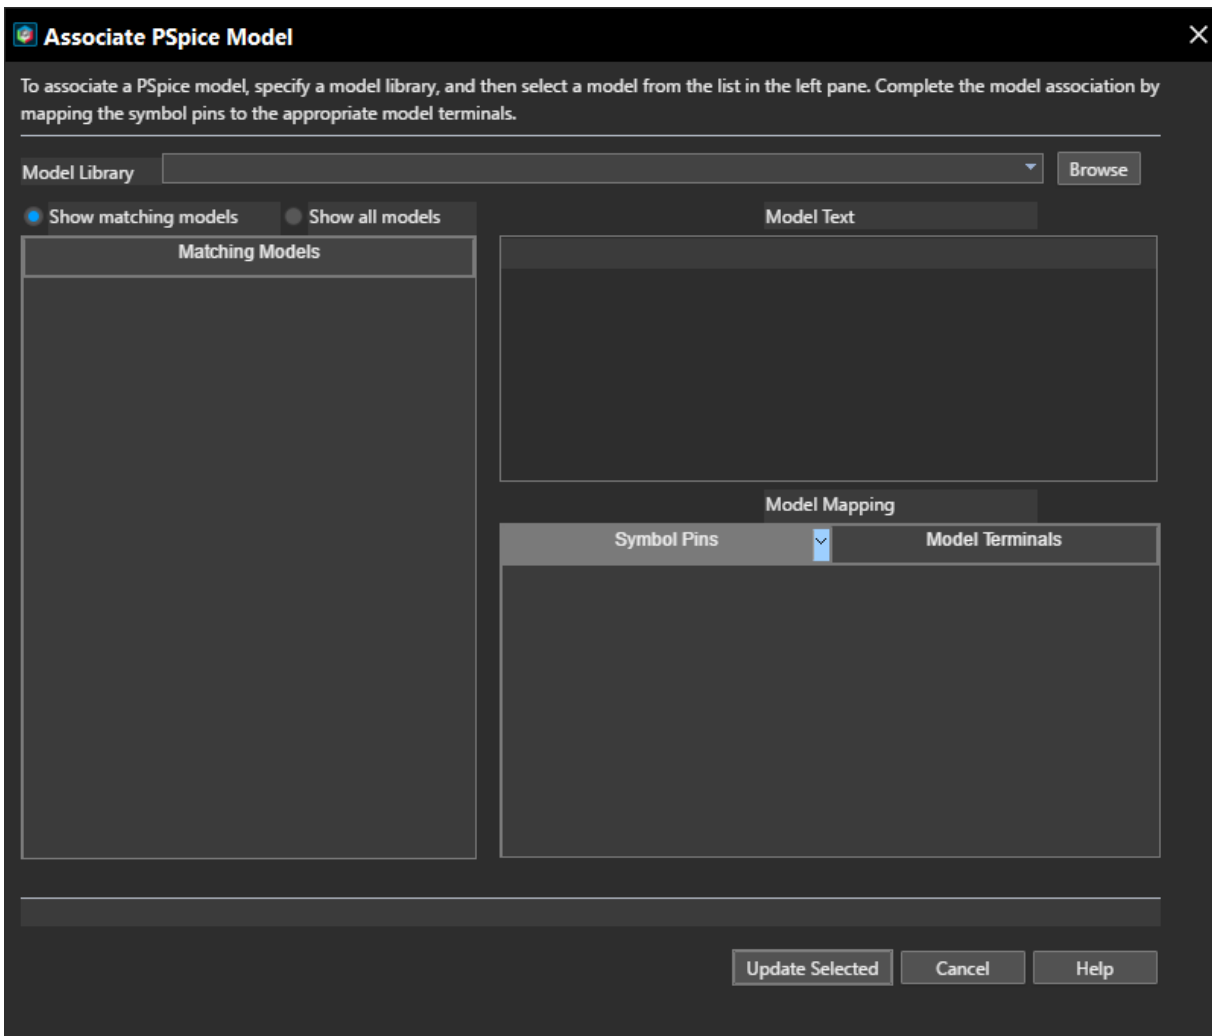 Associate PSpice Model
To associate a PSpice model, specify a model library, and then select a model from the list in the left pane. Complete the model association by
mapping the symbol pins to the appropriate model terminals.
Model Library
Browse
Show matching models
Show all models
Model Text
Matching Models
Model Mapping
Symbol Pins
Model Terminals
Update Selected
Cancel
Help